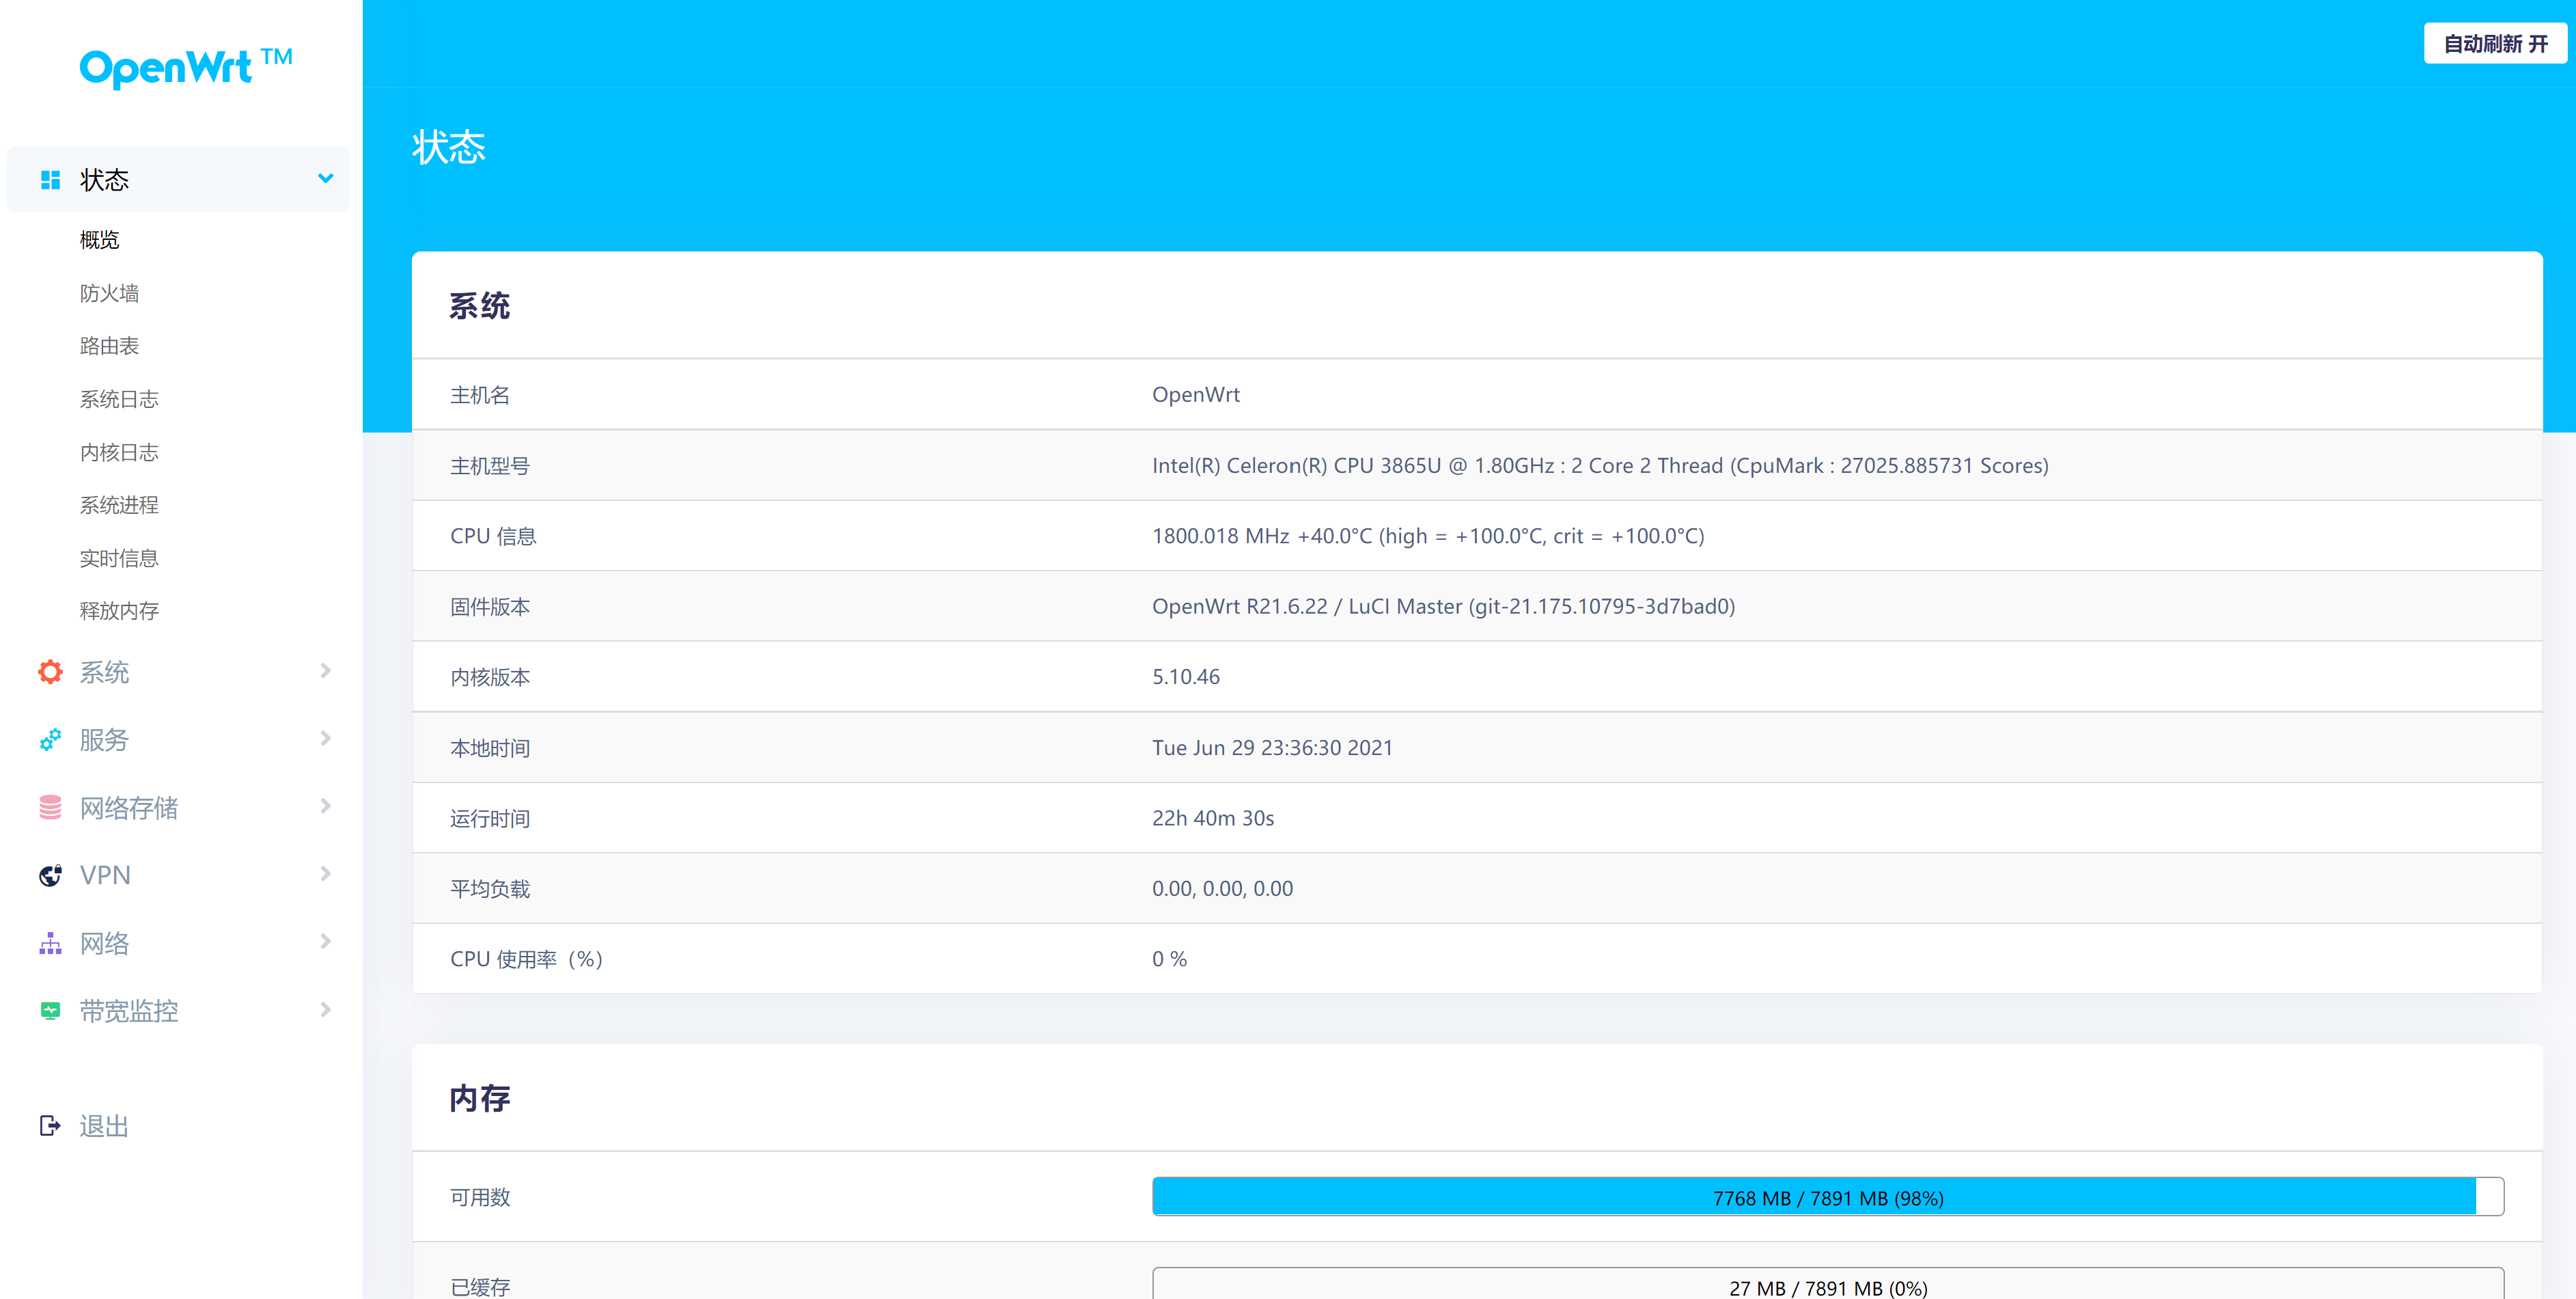 OpenWrt ™
状态
概览
防火墙
路由表
系统日志
内核日志
系统进程
实时信息
释放内存
系统
服务
网络存储
VPN
网络
带宽监控
退出
自动刷新 开
状态
系统
主机名 OpenWrt
主机型号 Intel(R) Celeron(R) CPU 3865U @ 1.80GHz : 2 Core 2 Thread (CpuMark : 27025.885731 Scores)
CPU 信息 1800.018 MHz +40.0°C (high = +100.0°C, crit = +100.0°C)
固件版本 OpenWrt R21.6.22 / LuCI Master (git-21.175.10795-3d7bad0)
内核版本 5.10.46
本地时间 Tue Jun 29 23:36:30 2021
运行时间 22h 40m 30s
平均负载 0.00, 0.00, 0.00
CPU 使用率（%） 0 %
内存
可用数 7768 MB / 7891 MB (98%)
已缓存 27 MB / 7891 MB (0%)